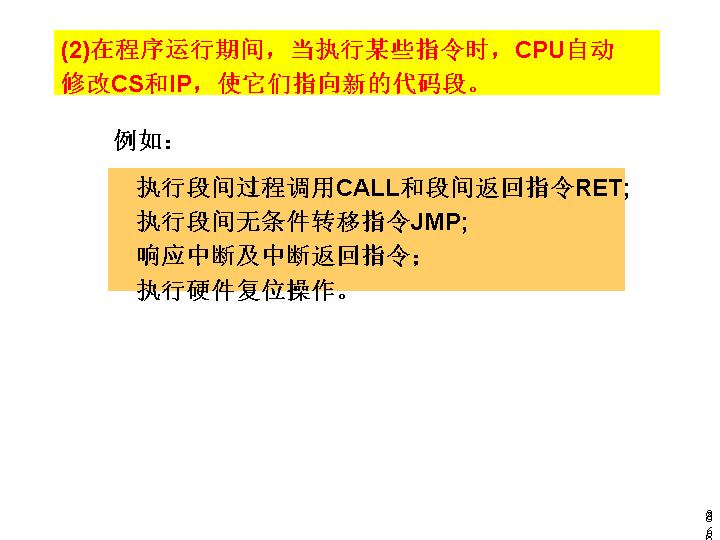 (2)在程序运行期间，当执行某些指令时，CPU自动
修改CS和IP，使它们指向新的代码段。
例如：
执行段间过程调用CALL和段间返回指令RET;
执行段间无条件转移指令JMP;
响应中断及中断返回指令；
执行硬件复位操作。